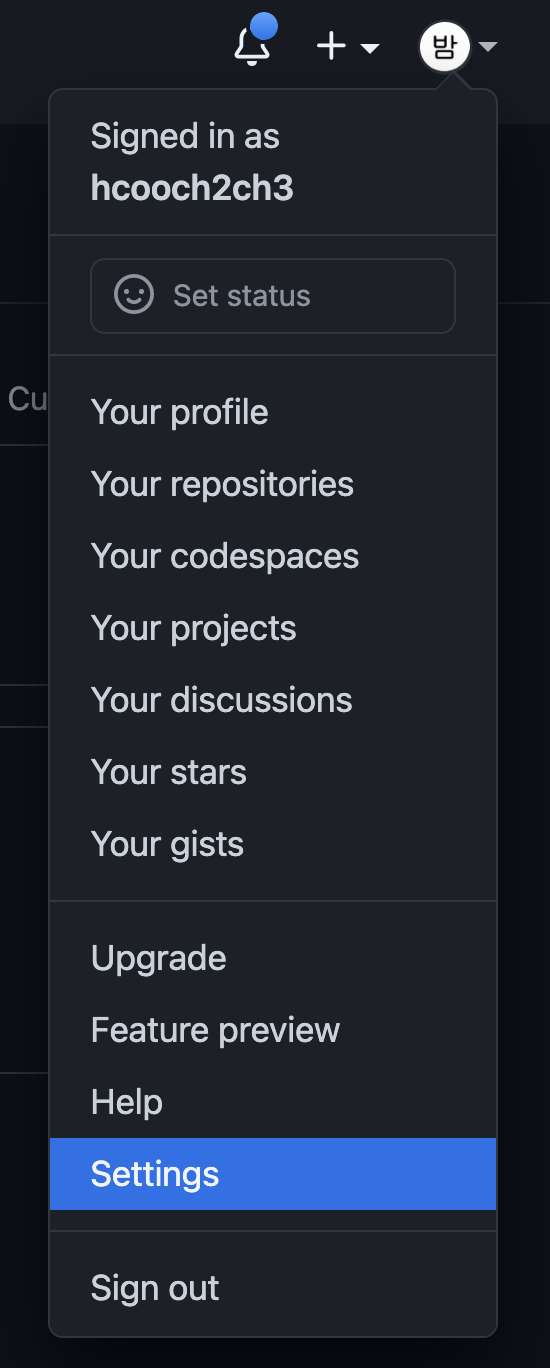 밤
Signed in as
hcooch2ch3
Set status
Cu
Your profile
Your repositories
Your codespaces
Your projects
Your discussions
Your stars
Your gists
Upgrade
Feature preview
Help
Settings
Sign out